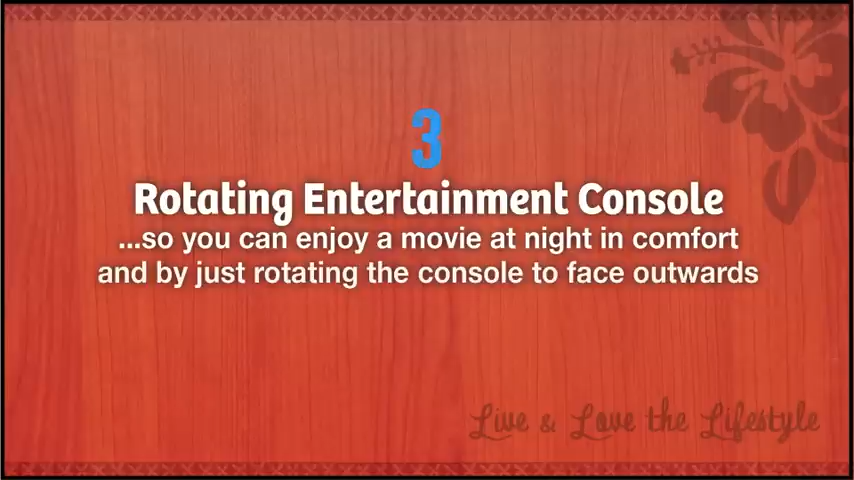 3
Rotating Entertainment Console
...so you can enjoy a movie at night in comfort
and by just rotating the console to face outwards
Live & Love the Lifestyle